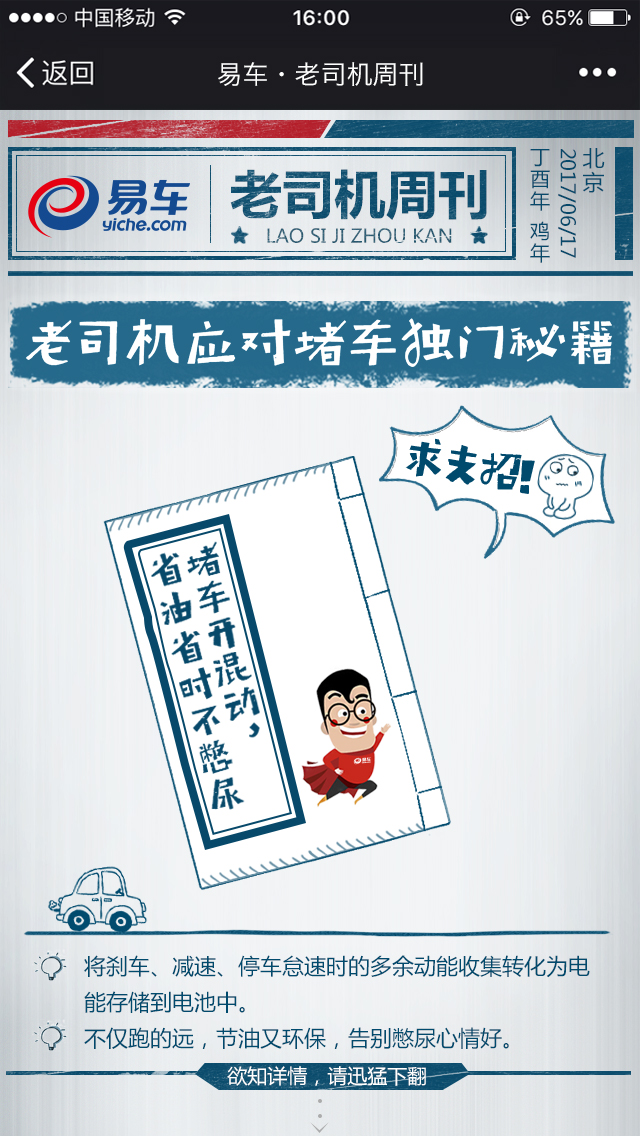 中国移动
16:00
65%
返回
易车·老司机周刊
易车
yiche.com
老司机周刊
LAO SI JI ZHOU KAN
北京
2017/06/17
丁酉年 鸡年
老司机应对堵车独门秘籍
求支招!
堵车开混动，
省油省时不憋尿
易车
将刹车、减速、停车怠速时的多余动能收集转化为电
能存储到电池中。
不仅跑的远，节油又环保，告别憋尿心情好。
欲知详情，请迅猛下翻